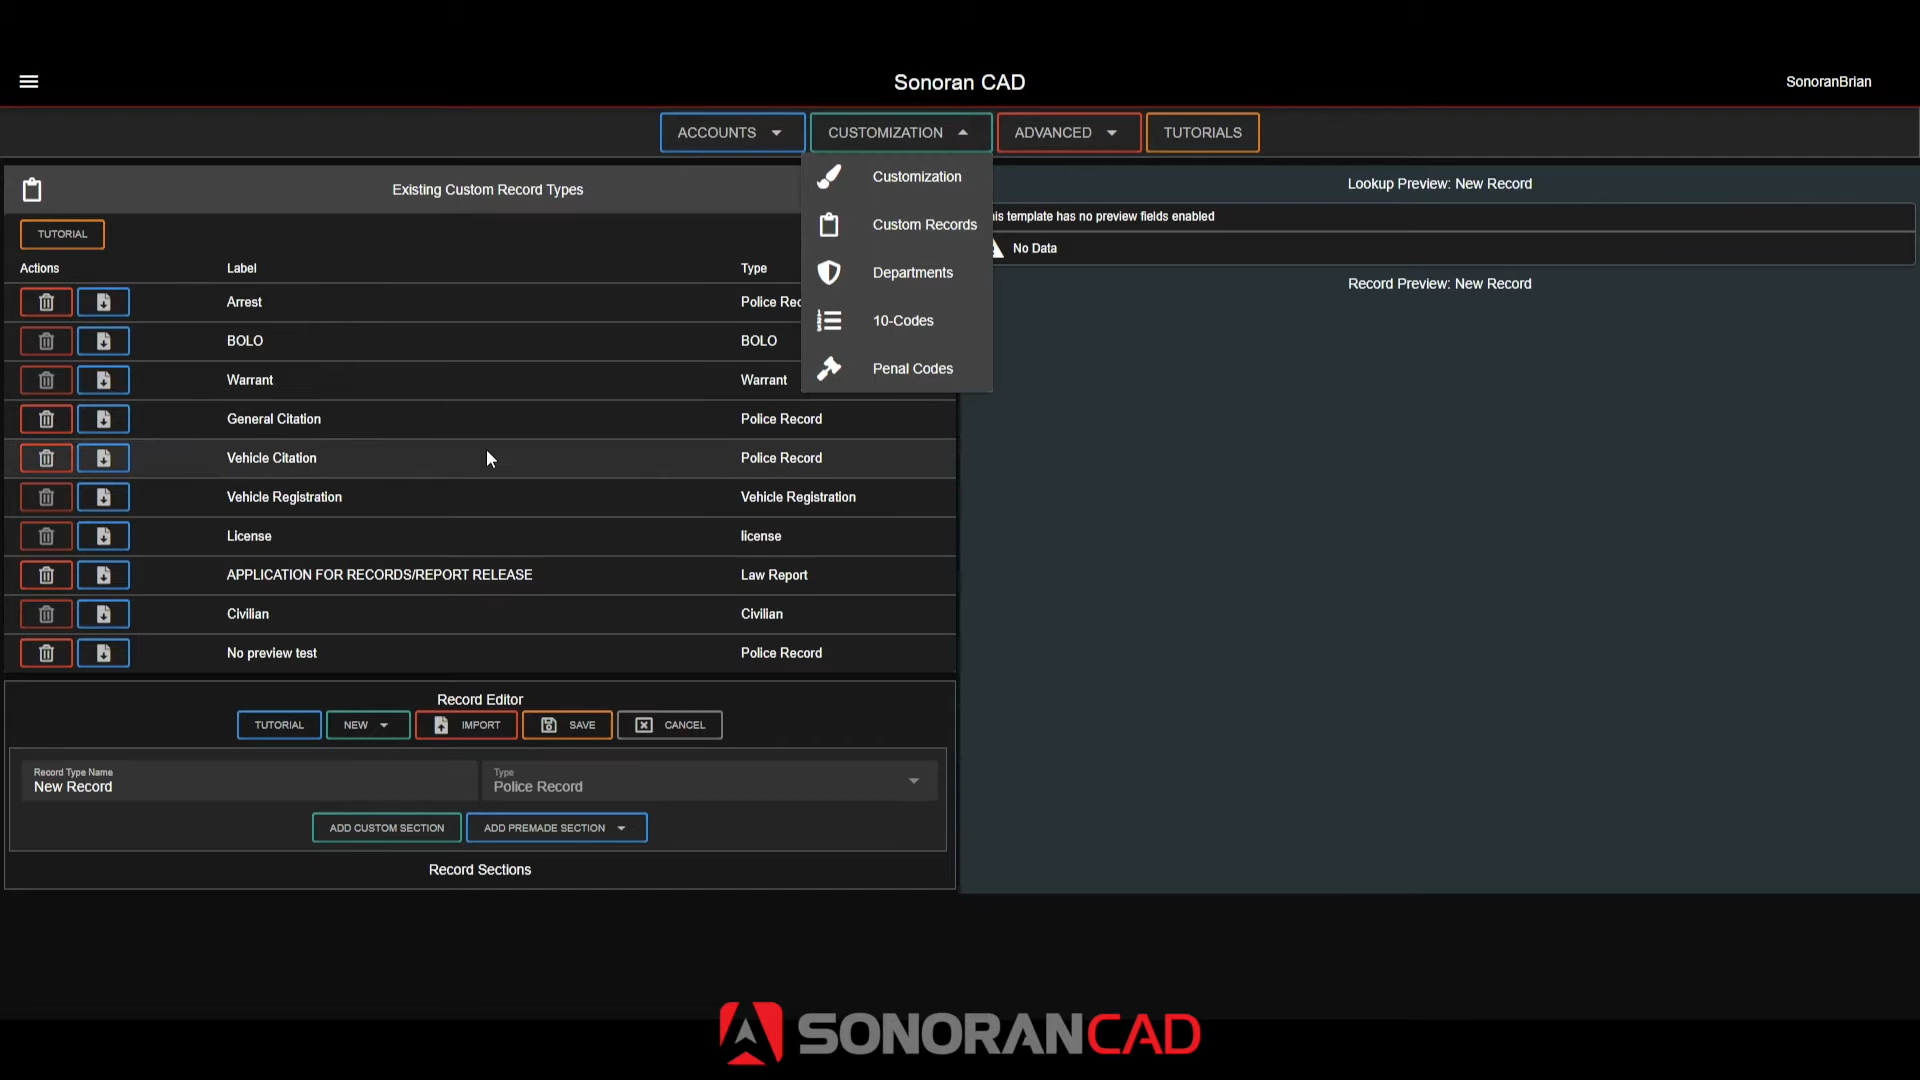 Sonoran CAD
SonoranBrian
ACCOUNTS
CUSTOMIZATION
ADVANCED
TUTORIALS
Customization
Custom Records
Departments
10-Codes
Penal Codes
Existing Custom Record Types
TUTORIAL
Actions Label Type
Arrest Police Rec
BOLO BOLO
Warrant Warrant
General Citation Police Record
Vehicle Citation Police Record
Vehicle Registration Vehicle Registration
License license
APPLICATION FOR RECORDS/REPORT RELEASE Law Report
Civilian Civilian
No preview test Police Record
Record Editor
TUTORIAL NEW IMPORT SAVE CANCEL
Record Type Name
New Record
Type
Police Record
ADD CUSTOM SECTION ADD PREMADE SECTION
Record Sections
Lookup Preview: New Record
is template has no preview fields enabled
No Data
Record Preview: New Record
SONORANCAD